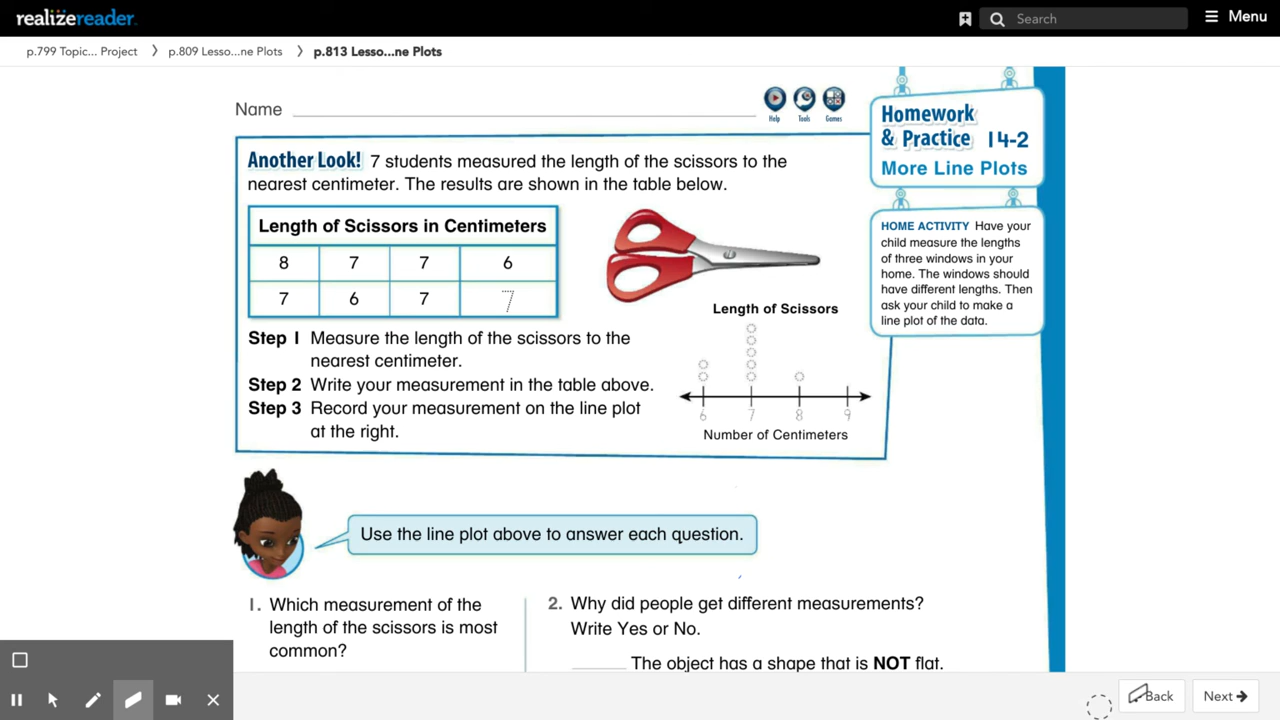 realizereader
Search
Menu
p.799 Topic... Project
p.809 Lesso...ne Plots
p.813 Lesso...ne Plots
Name
Help
Tools
Games
Homework
& Practice 14-2
More Line Plots
Another Look! 7 students measured the length of the scissors to the
nearest centimeter. The results are shown in the table below.
Length of Scissors in Centimeters
8 7 7 6
7 6 7 7
HOME ACTIVITY Have your
child measure the lengths
of three windows in your
home. The windows should
have different lengths. Then
ask your child to make a
line plot of the data.
Step 1 Measure the length of the scissors to the
nearest centimeter.
Step 2 Write your measurement in the table above.
Step 3 Record your measurement on the line plot
at the right.
Length of Scissors
6 7 8 9
Number of Centimeters
Use the line plot above to answer each question.
1. Which measurement of the
length of the scissors is most
common?
2. Why did people get different measurements?
Write Yes or No.
The object has a shape that is NOT flat.
Back
Next